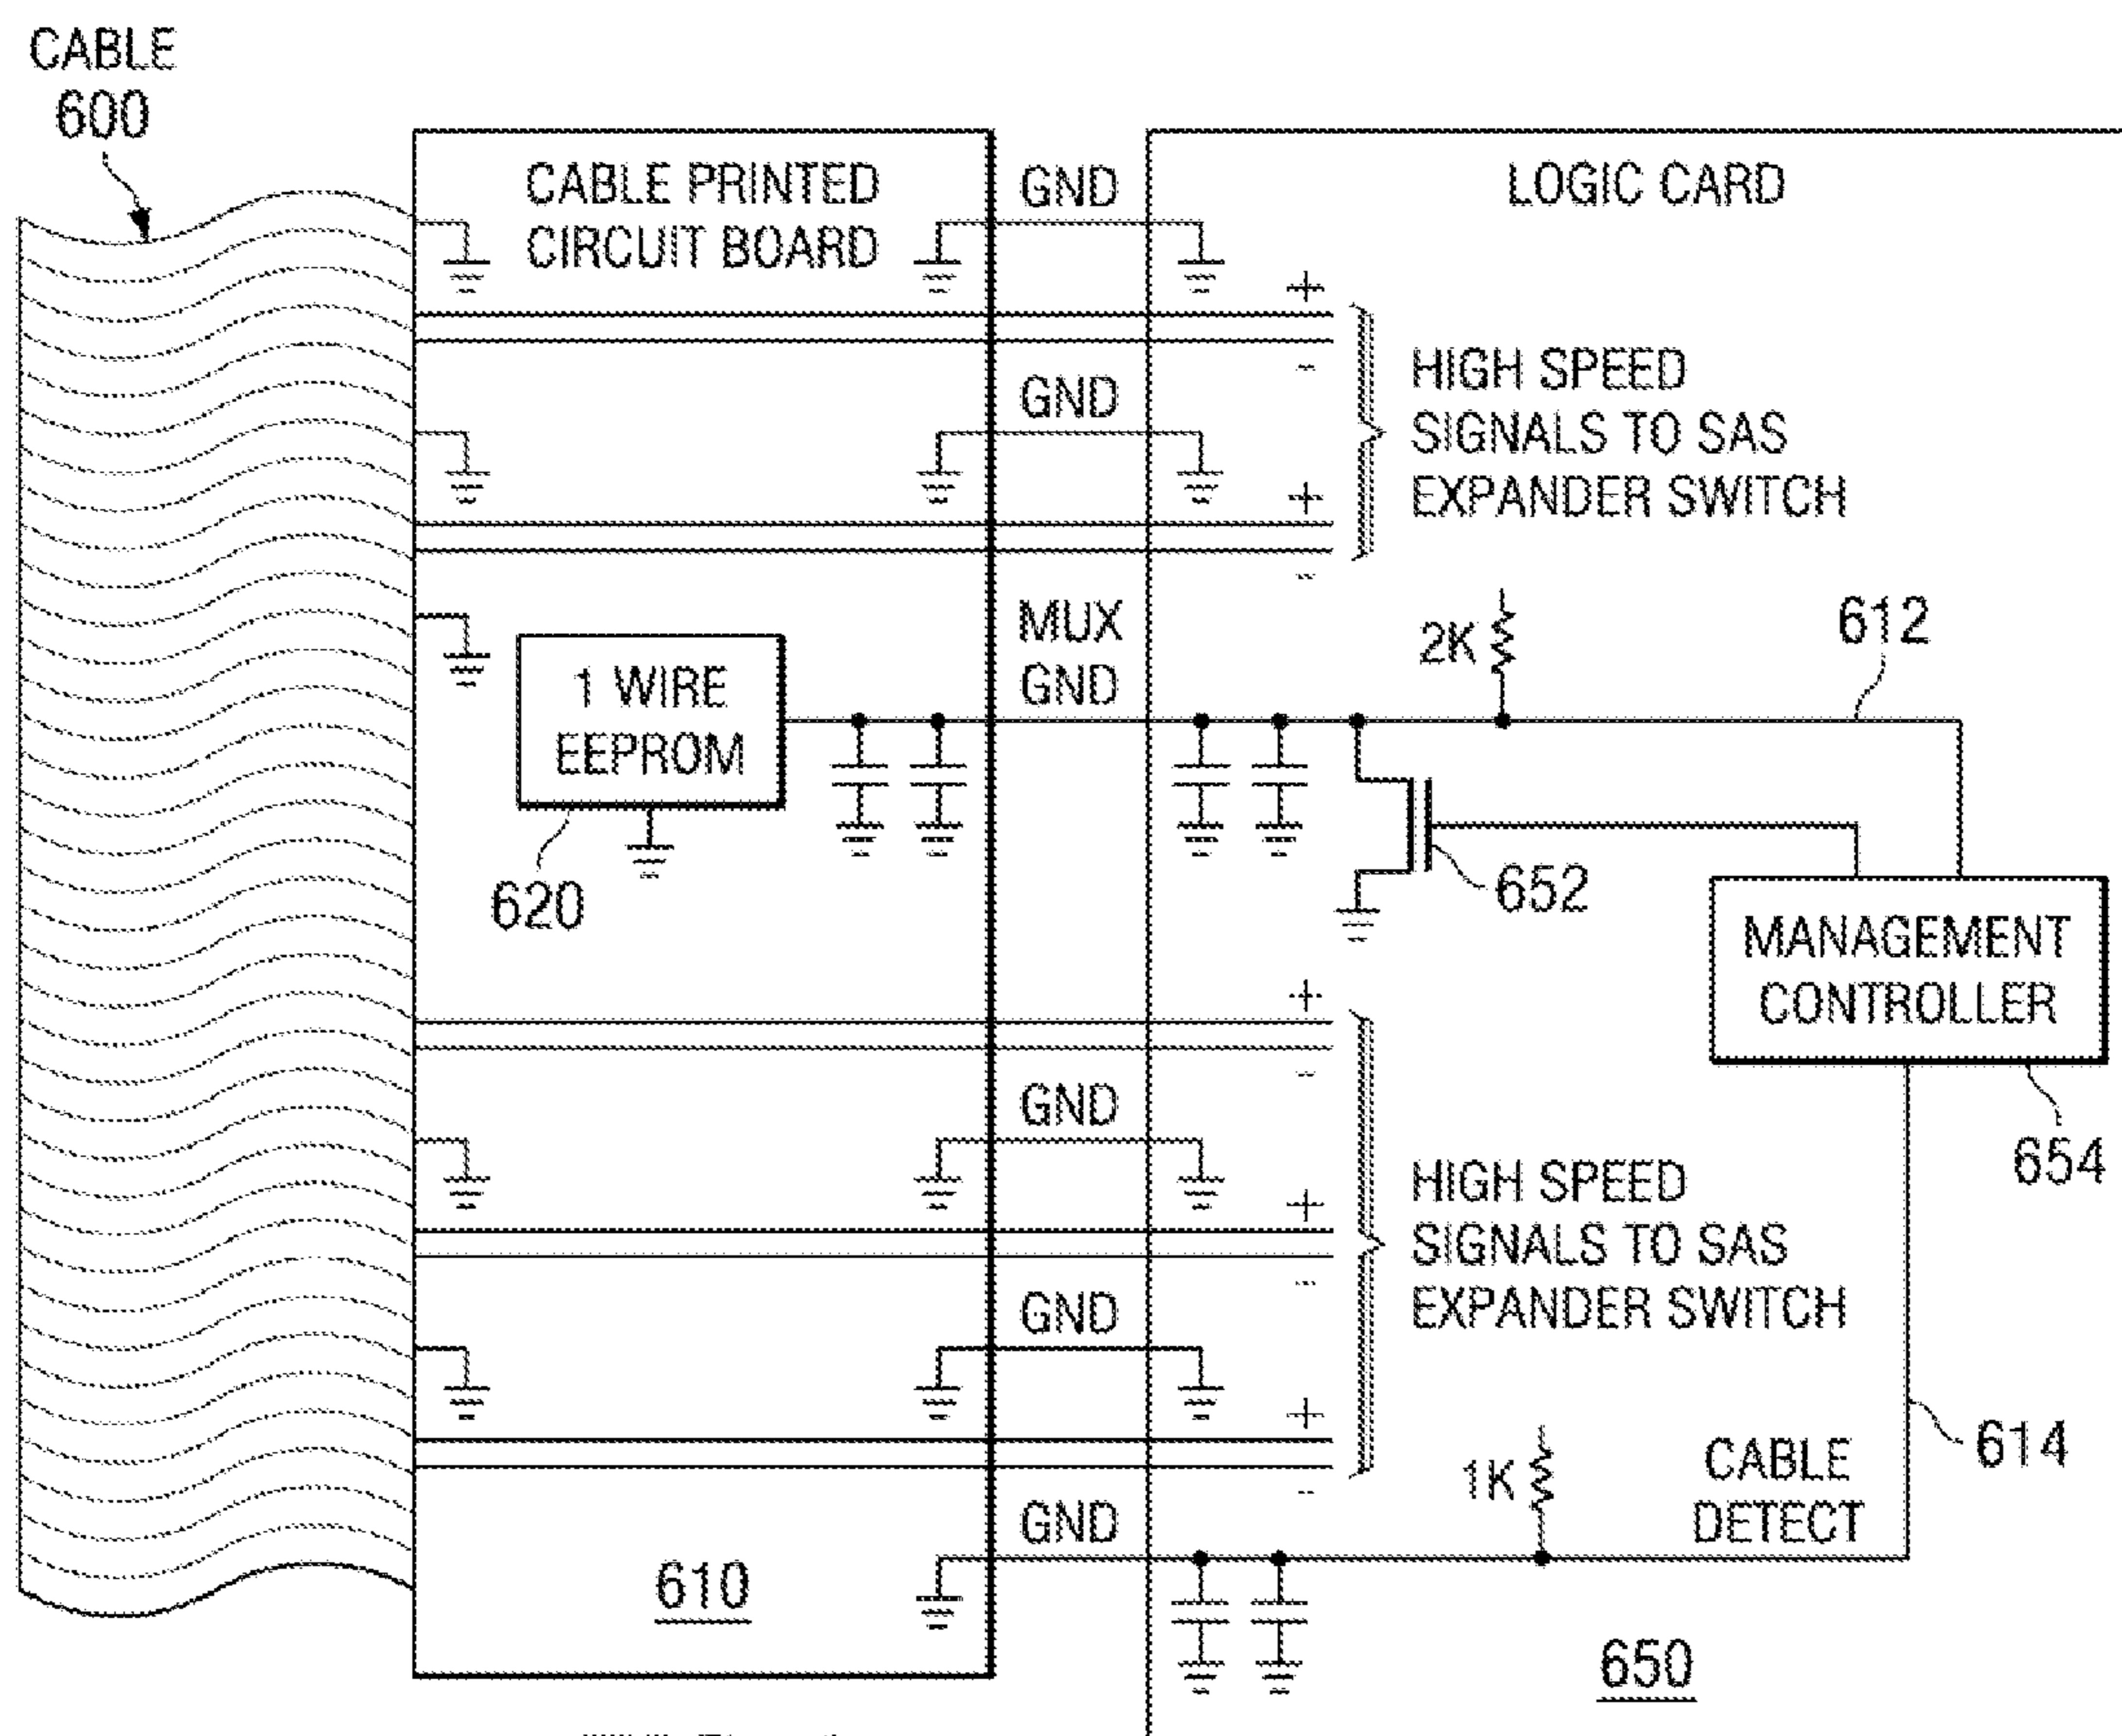 CABLE
600
CABLE PRINTED
CIRCUIT BOARD
GND
LOGIC CARD
+
-
GND
+
-
HIGH SPEED
SIGNALS TO SAS
EXPANDER SWITCH
MUX
GND
2K
612
1 WIRE
EEPROM
620
652
MANAGEMENT
CONTROLLER
654
+
-
GND
+
-
GND
+
-
HIGH SPEED
SIGNALS TO SAS
EXPANDER SWITCH
614
1K
CABLE
DETECT
GND
610
650